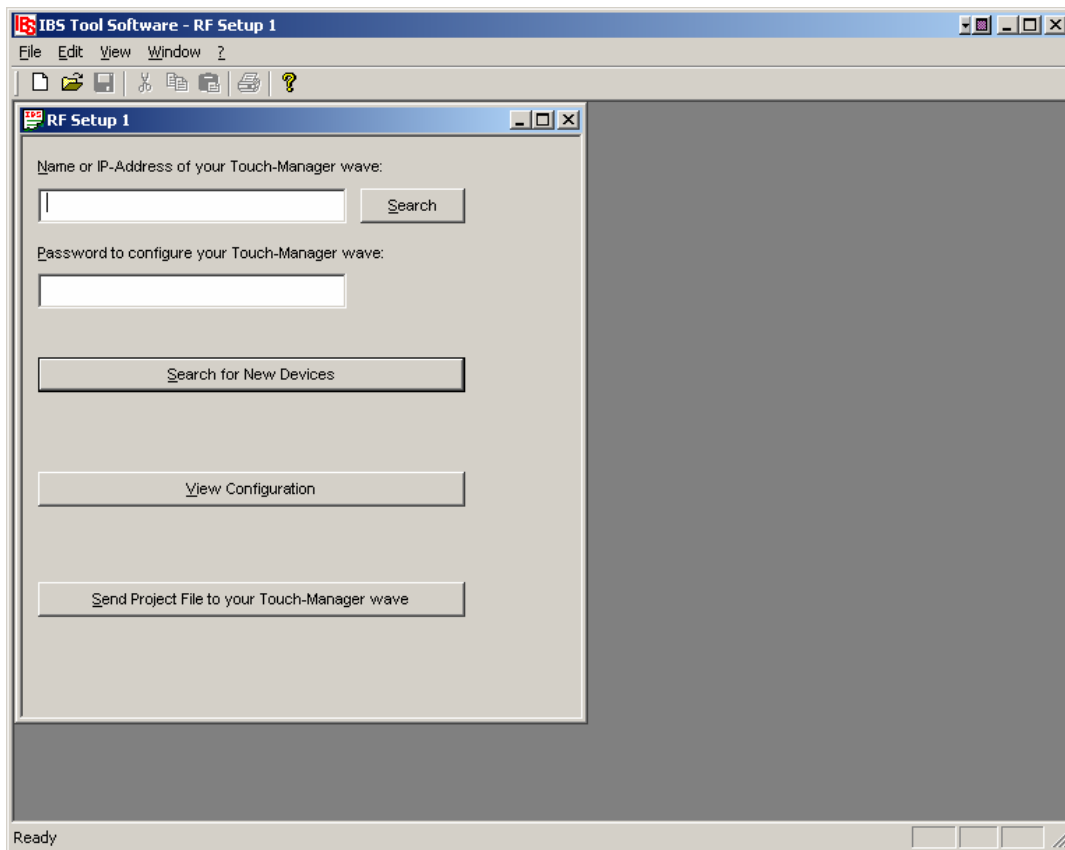 IBS IBS Tool Software - RF Setup 1
File Edit View Window ?
IBS RF Setup 1
Name or IP-Address of your Touch-Manager wave:
Search
Password to configure your Touch-Manager wave:
Search for New Devices
View Configuration
Send Project File to your Touch-Manager wave
Ready